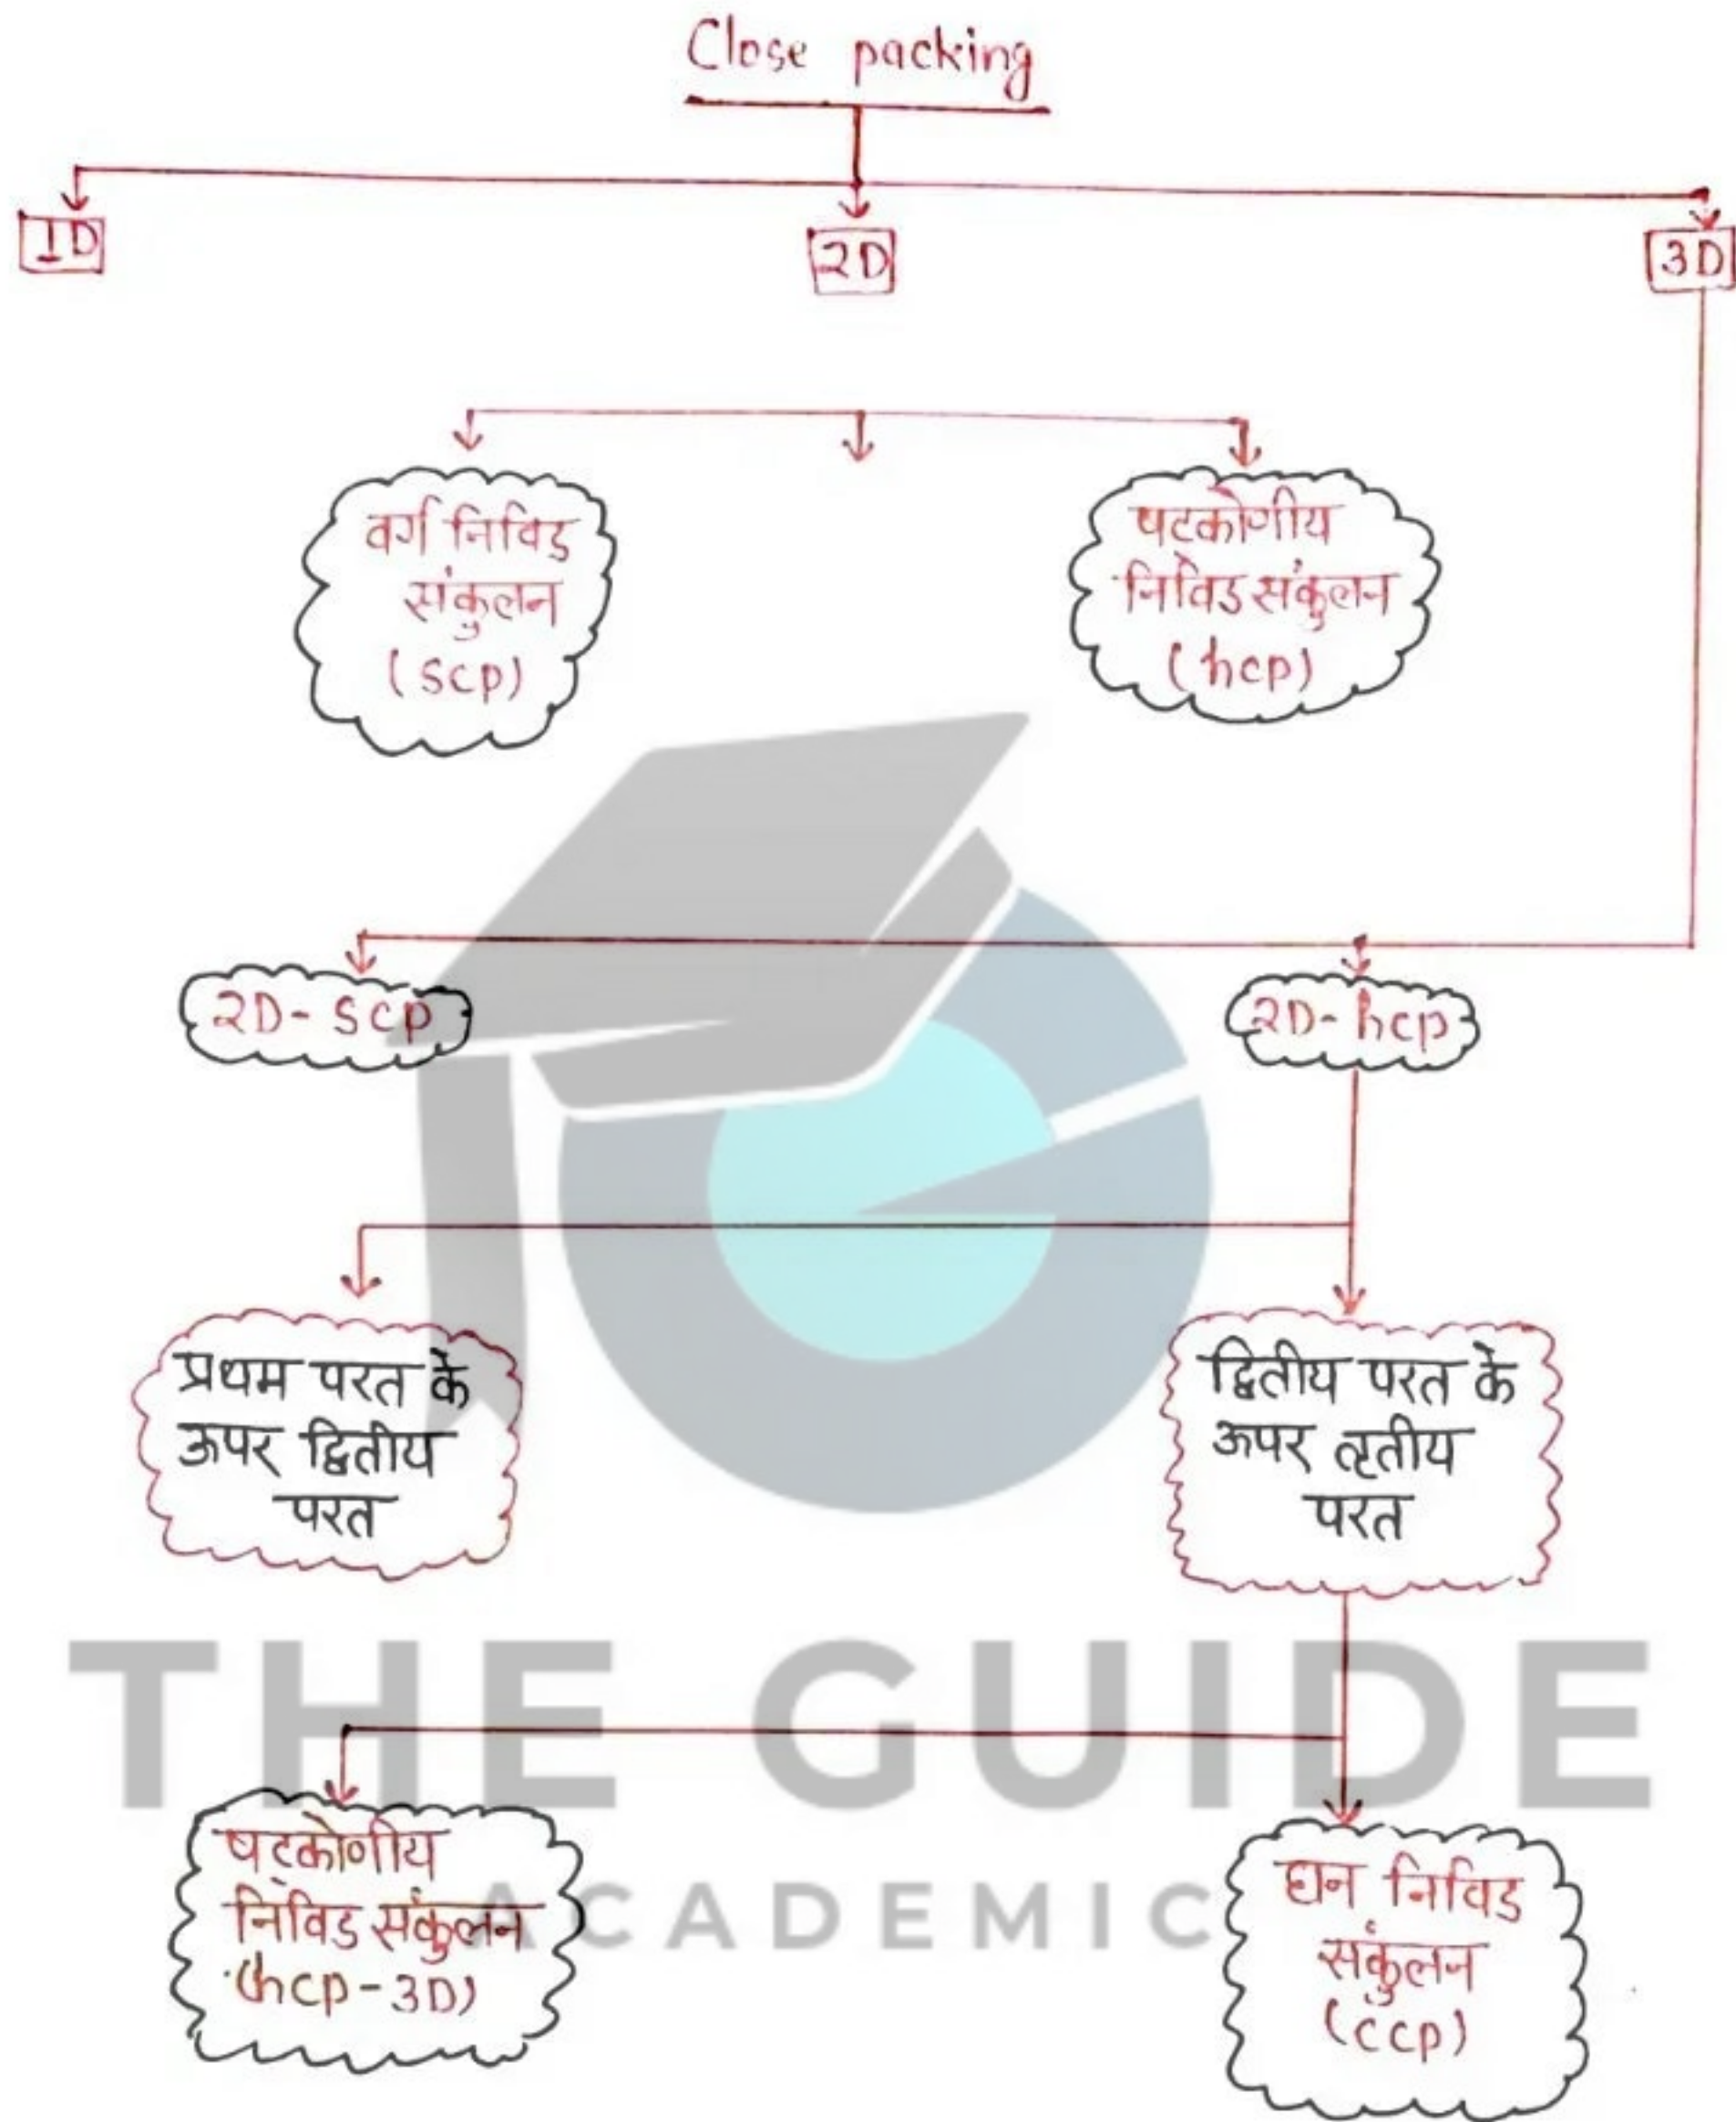 Close packing
1D
2D
3D
वर्ग निविड
संकुलन
(scp)
षटकोणीय
निविड संकुलन
(hcp)
2D- scp
2D- hcp
प्रथम परत के
ऊपर द्वितीय
परत
द्वितीय परत के
ऊपर तृतीय
परत
THE GUIDE
षट्कोणीय
निविड संकुलन
(hcp-3D)
ACADEMIC
घन निविड
संकुलन
(ccp)